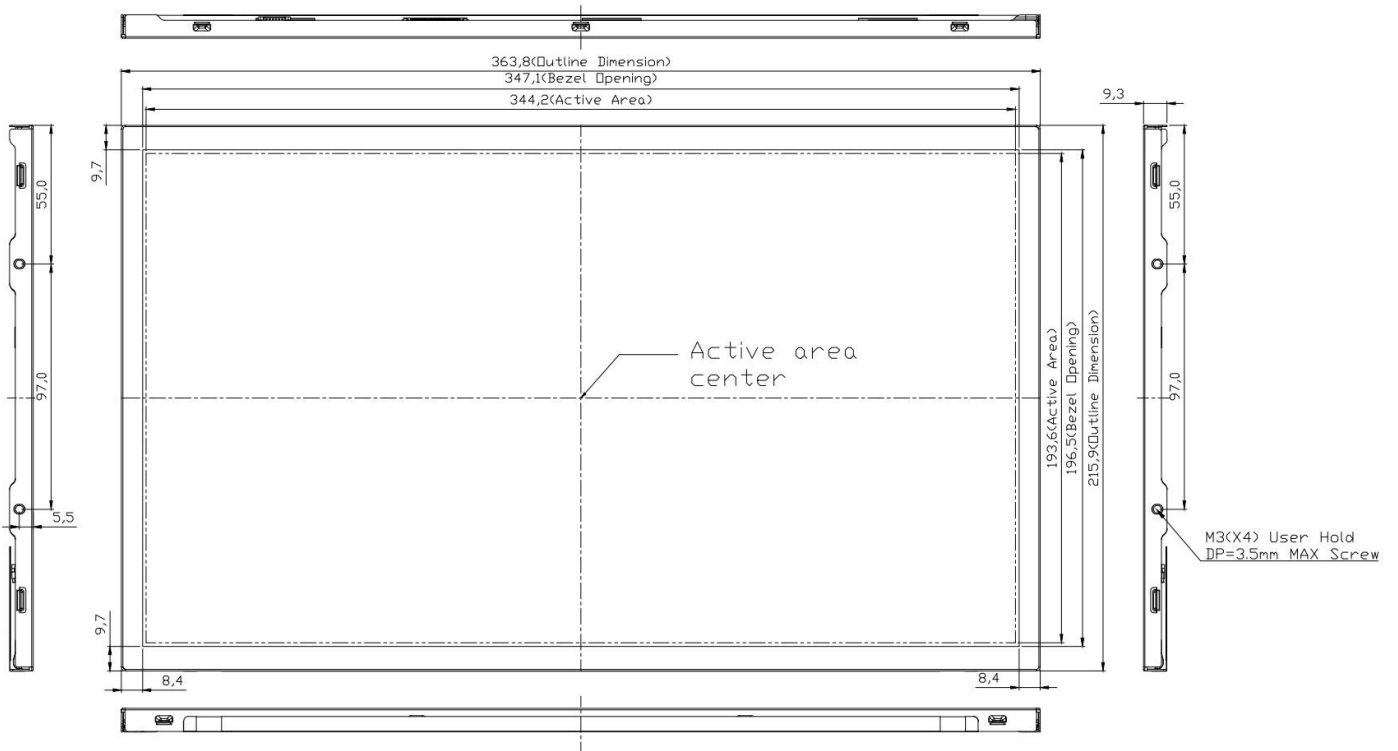 363,8(Outline Dimension)
347,1(Bezel Opening)
344,2(Active Area)
9,3
9,7
55,0
55,0
Active area
center
97,0
193,6(Active Area)
196,5(Bezel Opening)
215,9(Outline Dimension)
97,0
5,5
M3(X4) User Hold
DP=3.5mm MAX Screw
9,7
8,4
8,4